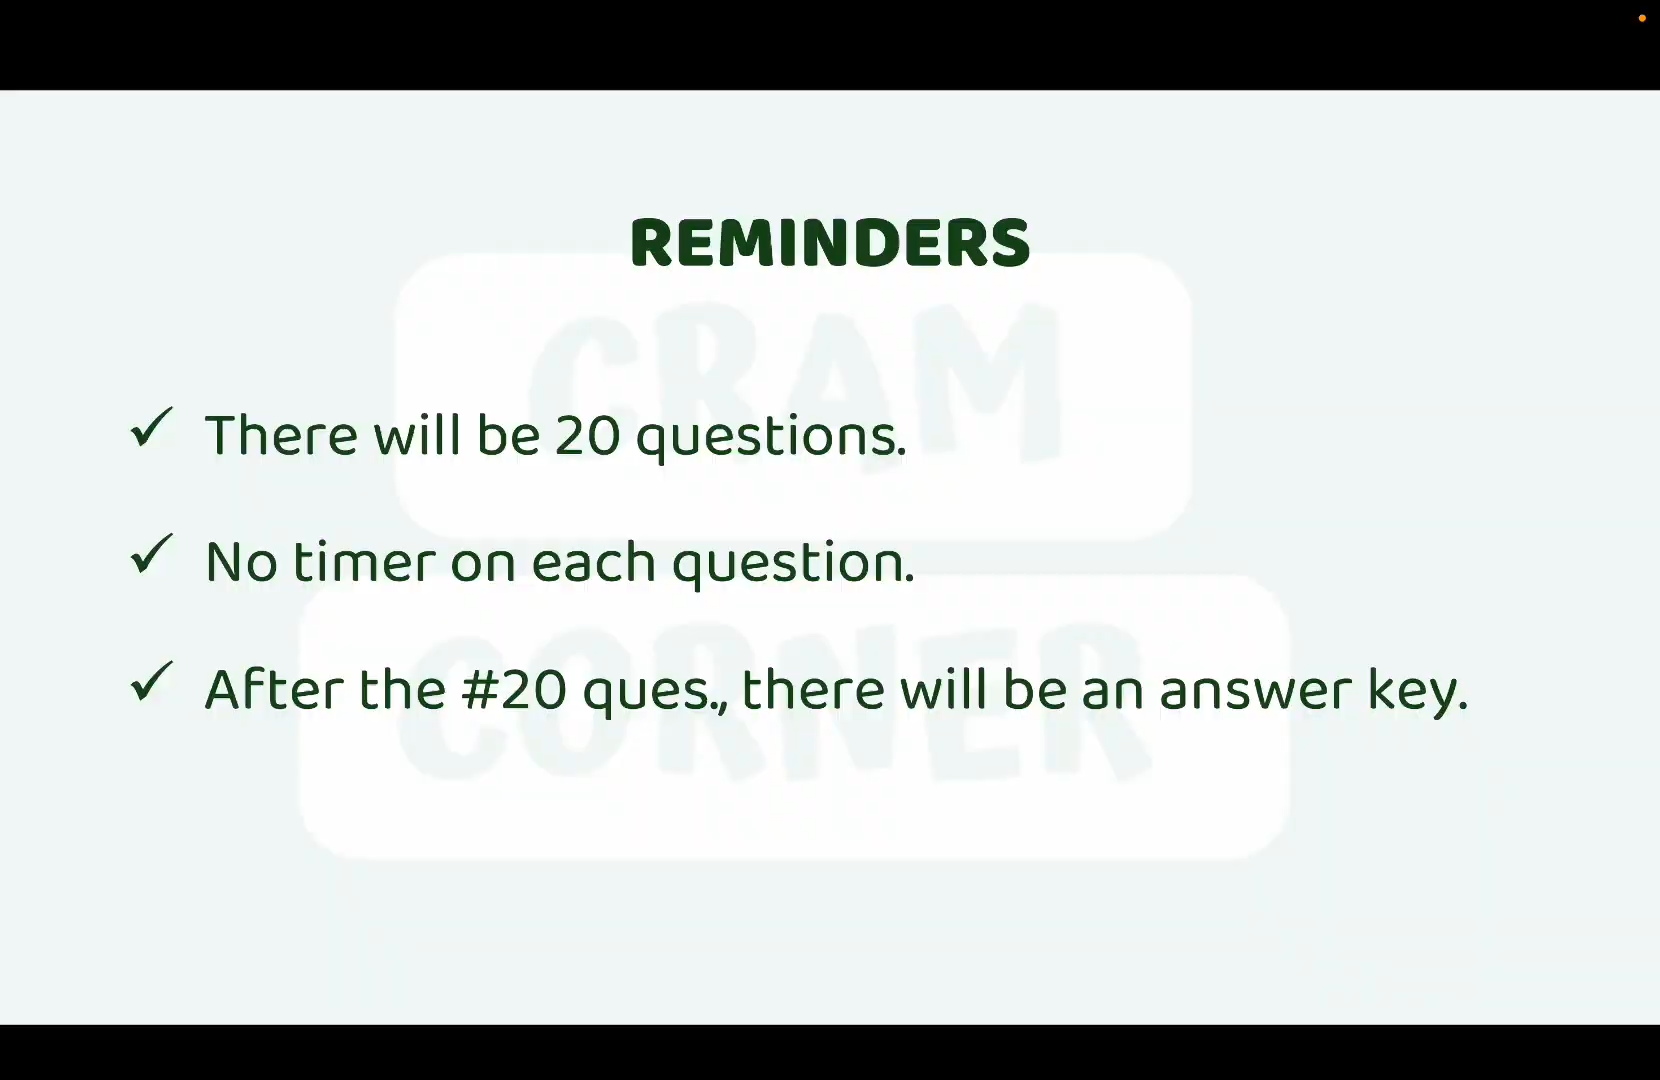 REMINDERS
CRAM
✓ There will be 20 questions.
✓ No timer on each question.
CORNER
✓ After the #20 ques., there will be an answer key.